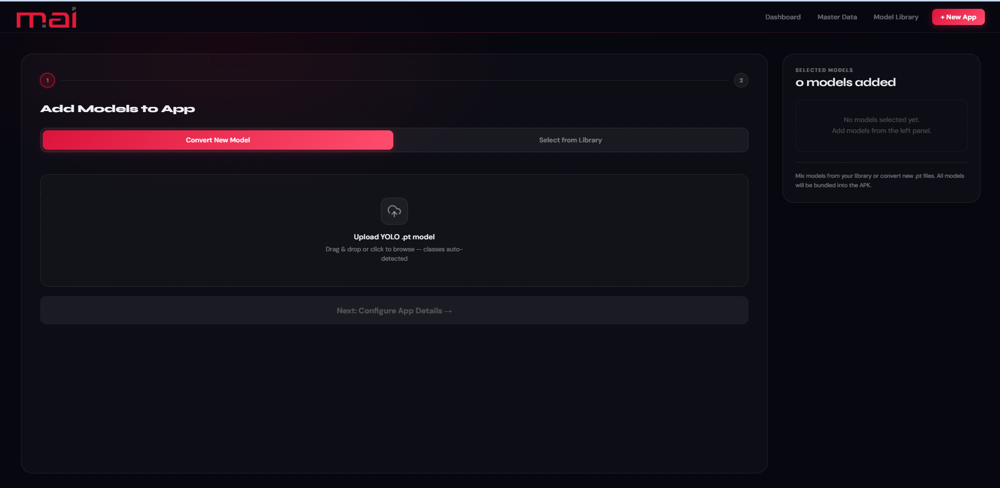 mai
Dashboard
Master Data
Model Library
+ New App
1
2
Add Models to App
Convert New Model
Select from Library
Upload YOLO .pt model
Drag & drop or click to browse — classes auto-
detected
Next: Configure App Details →
SELECTED MODELS
0 models added
No models selected yet.
Add models from the left panel.
Mix models from your library or convert new .pt files. All models
will be bundled into the APK.